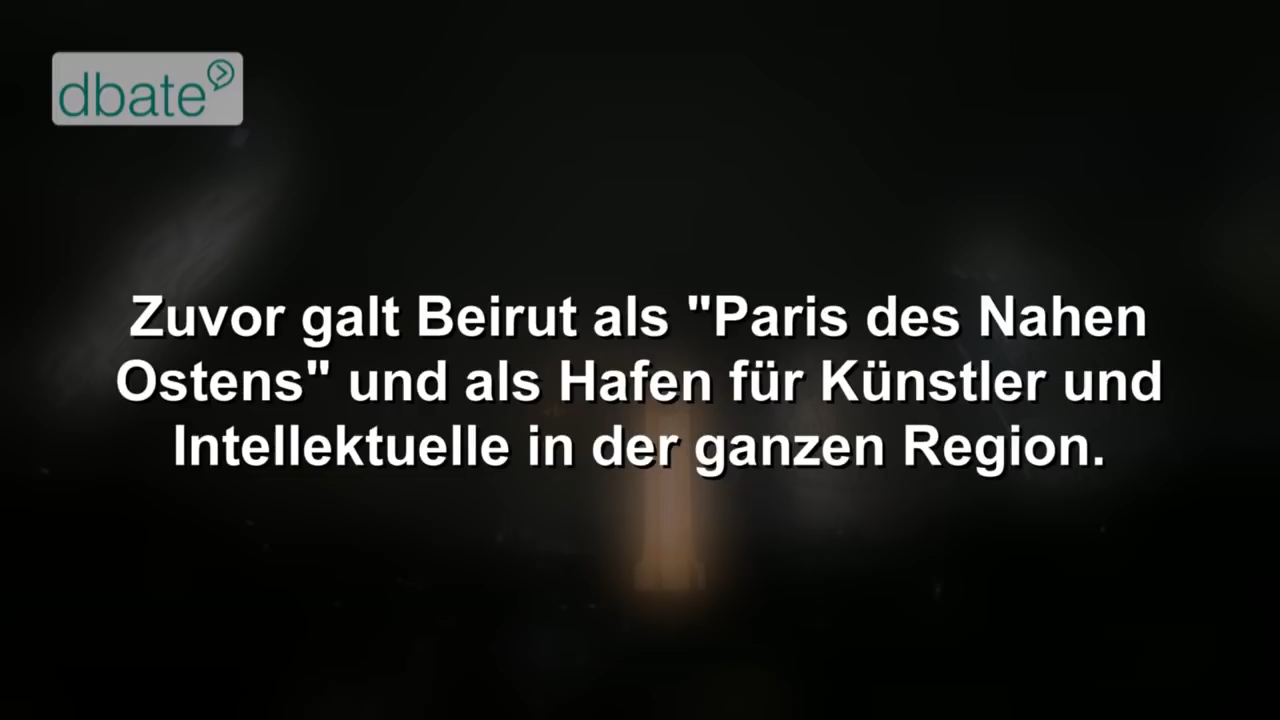 dbate
Zuvor galt Beirut als "Paris des Nahen
Ostens" und als Hafen für Künstler und
Intellektuelle in der ganzen Region.